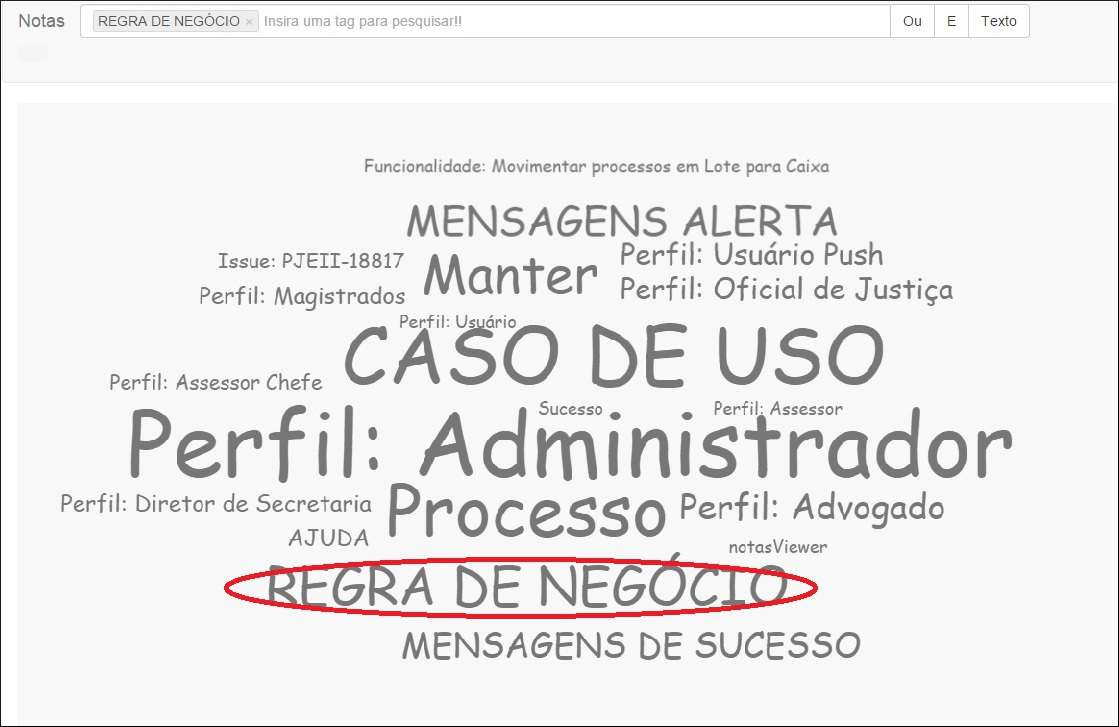 Notas REGRA DE NEGÓCIO × Insira uma tag para pesquisar!! Ou E Texto
Funcionalidade: Movimentar processos em Lote para Caixa
MENSAGENS ALERTA
Issue: PJEII-18817 Manter Perfil: Usuário Push
Perfil: Magistrados Perfil: Oficial de Justiça
Perfil: Usuário
CASO DE USO
Perfil: Assessor Chefe
Sucesso Perfil: Assessor
Perfil: Administrador
Perfil: Diretor de Secretaria Processo Perfil: Advogado
AJUDA notasViewer
REGRA DE NEGÓCIO
MENSAGENS DE SUCESSO